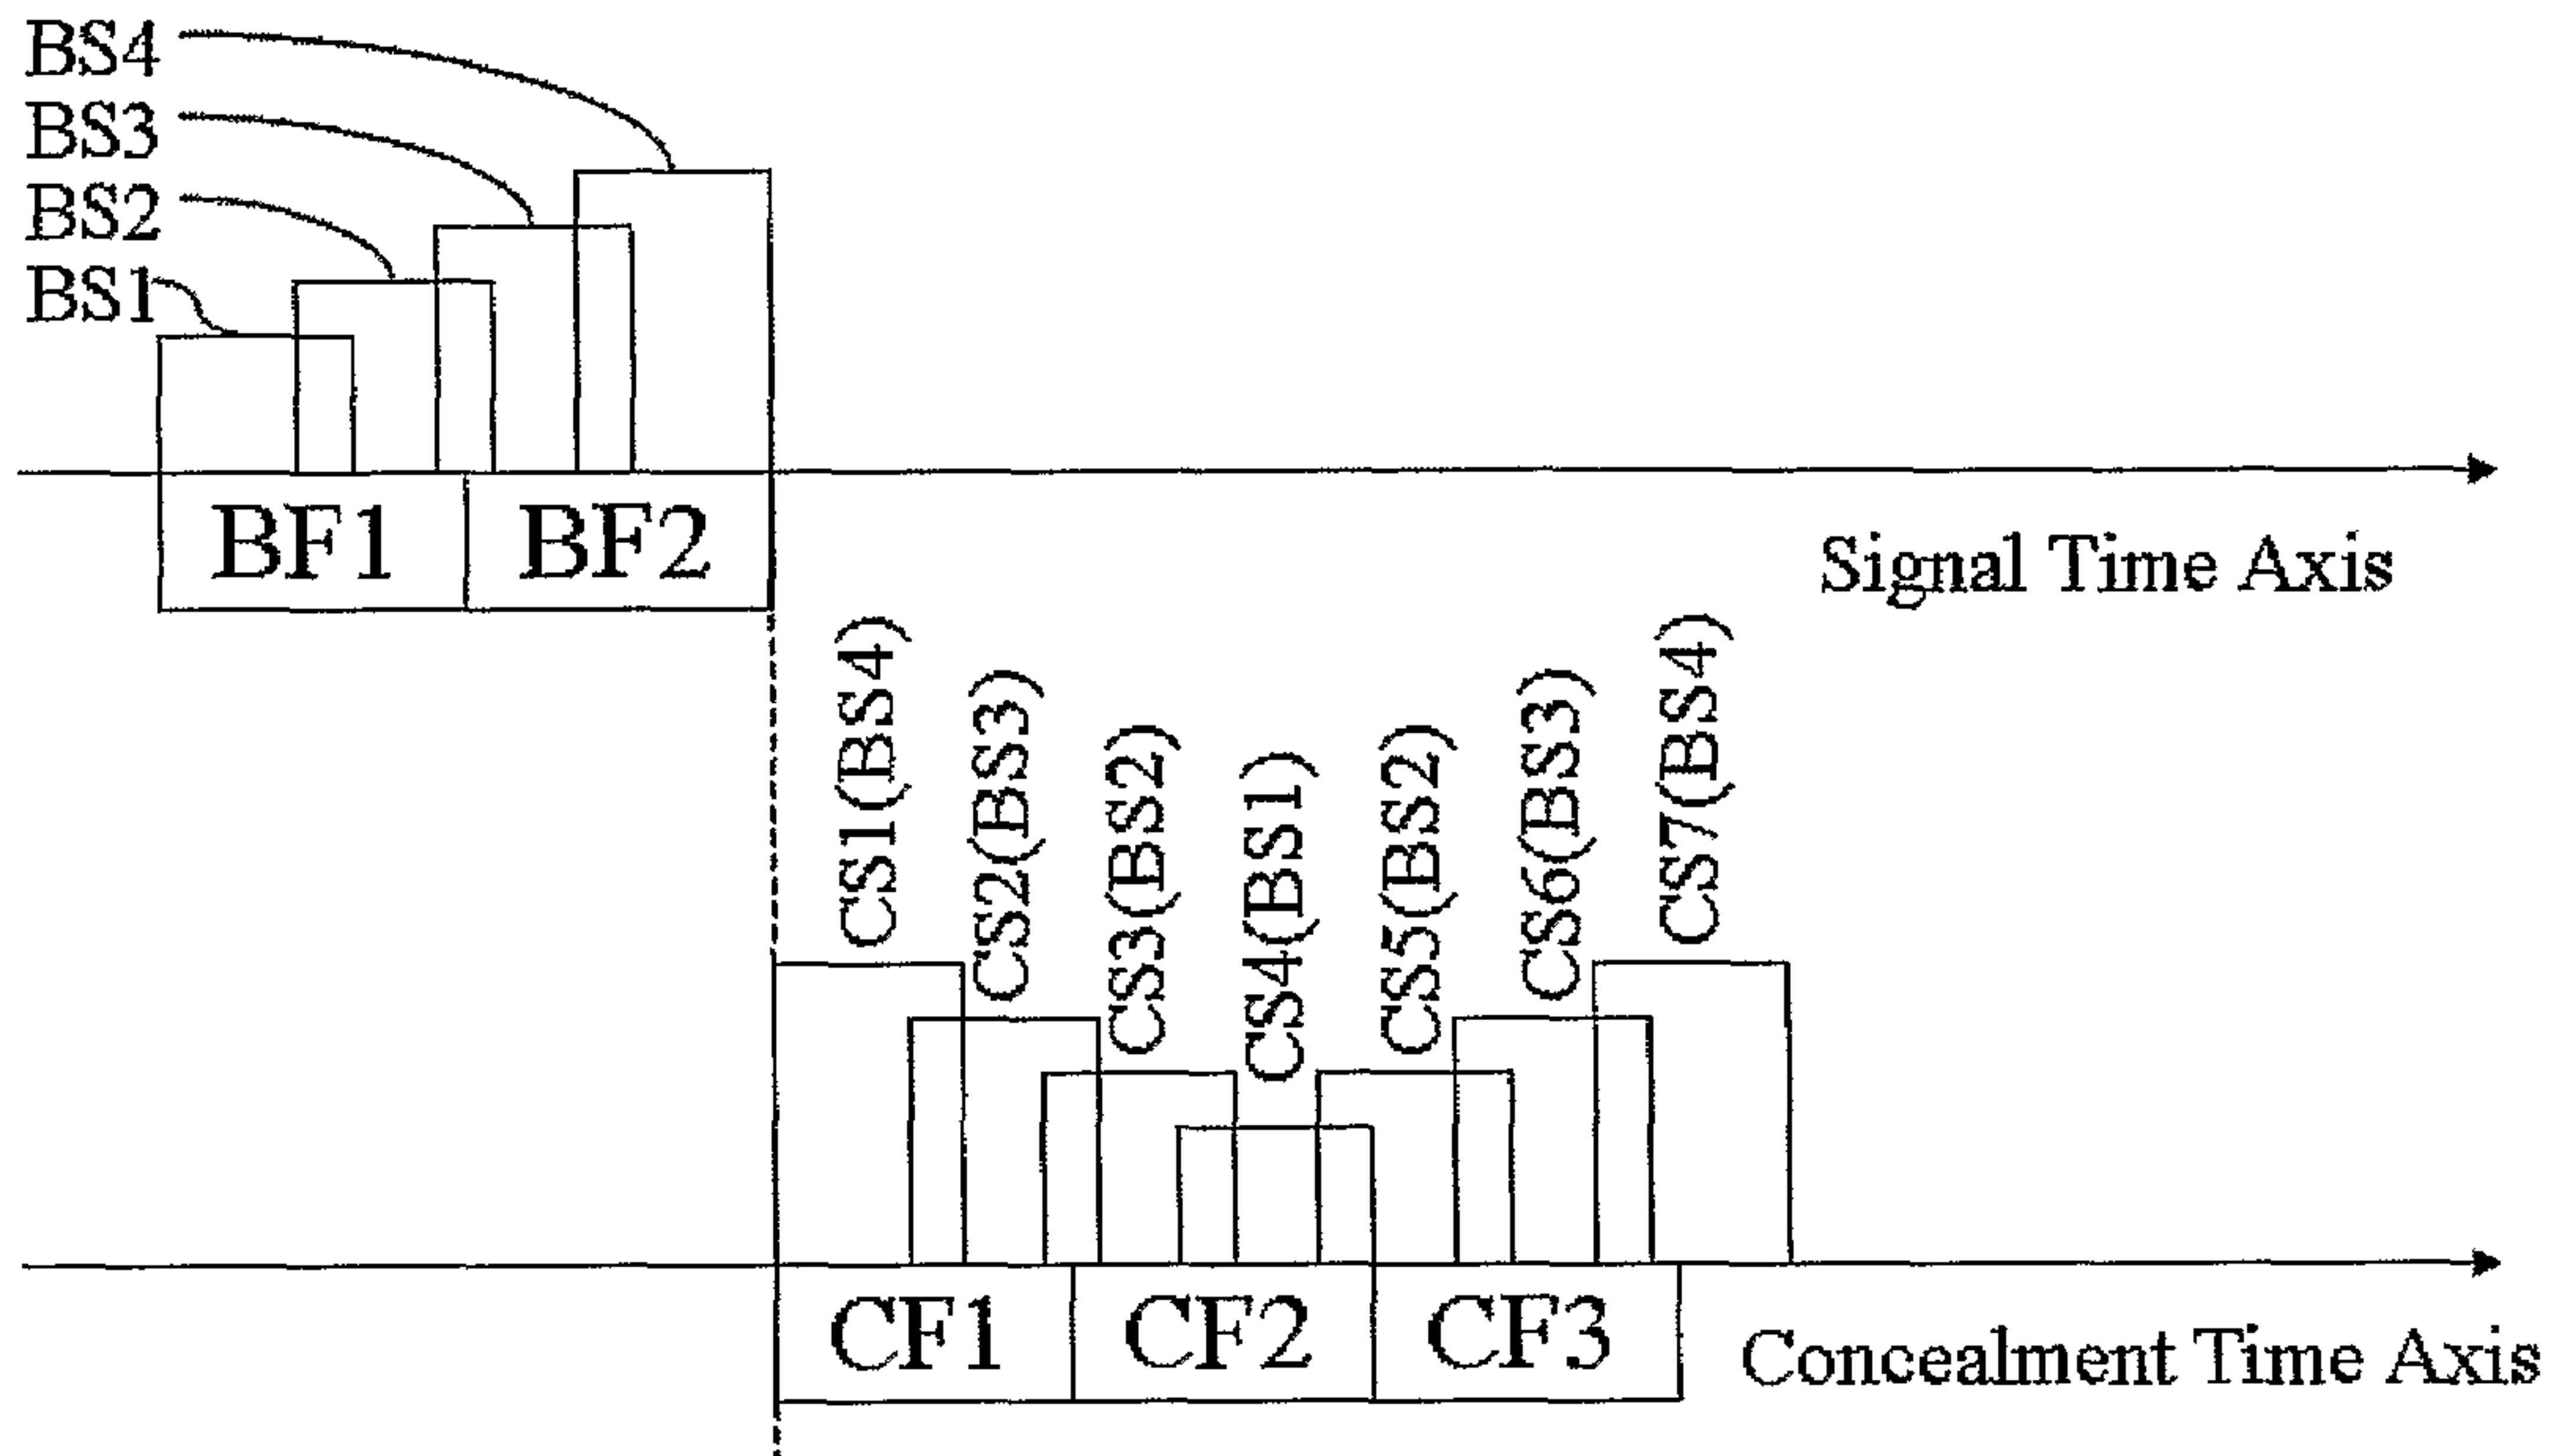 BS4
BS3
BS2
BS1
BF1
BF2
Signal Time Axis
CS1(BS4)
CS2(BS3)
CS3(BS2)
CS4(BS1)
CS5(BS2)
CS6(BS3)
CS7(BS4)
CF1
CF2
CF3
Concealment Time Axis